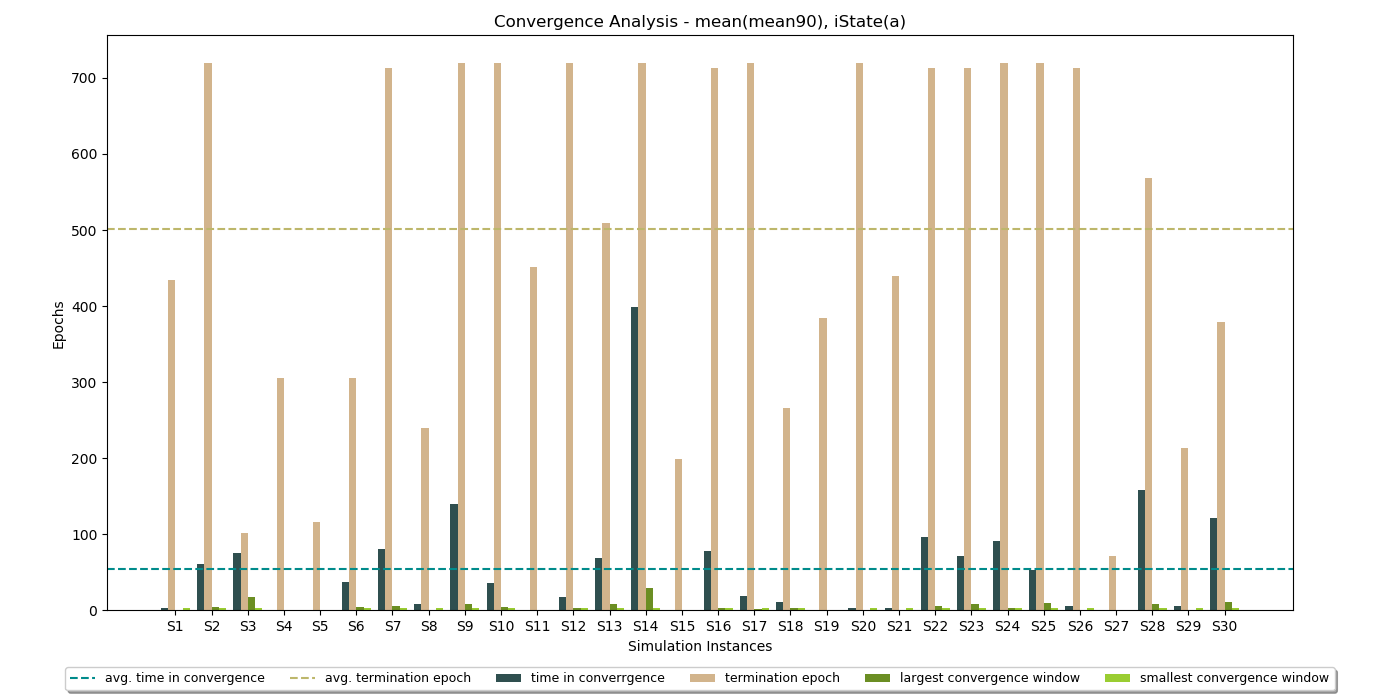 Convergence Analysis - mean(mean90), iState(a)
700
600
500
400
300
200
100
0
Epochs
S1 S2 S3 S4 S5 S6 S7 S8 S9 S10 S11 S12 S13 S14 S15 S16 S17 S18 S19 S20 S21 S22 S23 S24 S25 S26 S27 S28 S29 S30
Simulation Instances
avg. time in convergence avg. termination epoch time in converrgence termination epoch largest convergence window smallest convergence window